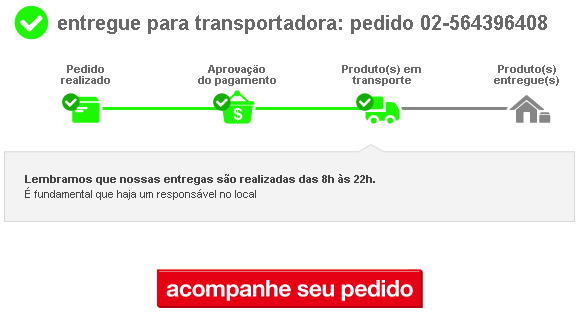 entregue para transportadora: pedido 02-564396408
Pedido
realizado
Aprovação
do pagamento
Produto(s) em
transporte
Produto(s)
entregue(s)
$
Lembramos que nossas entregas são realizadas das 8h às 22h.
É fundamental que haja um responsável no local
acompanhe seu pedido